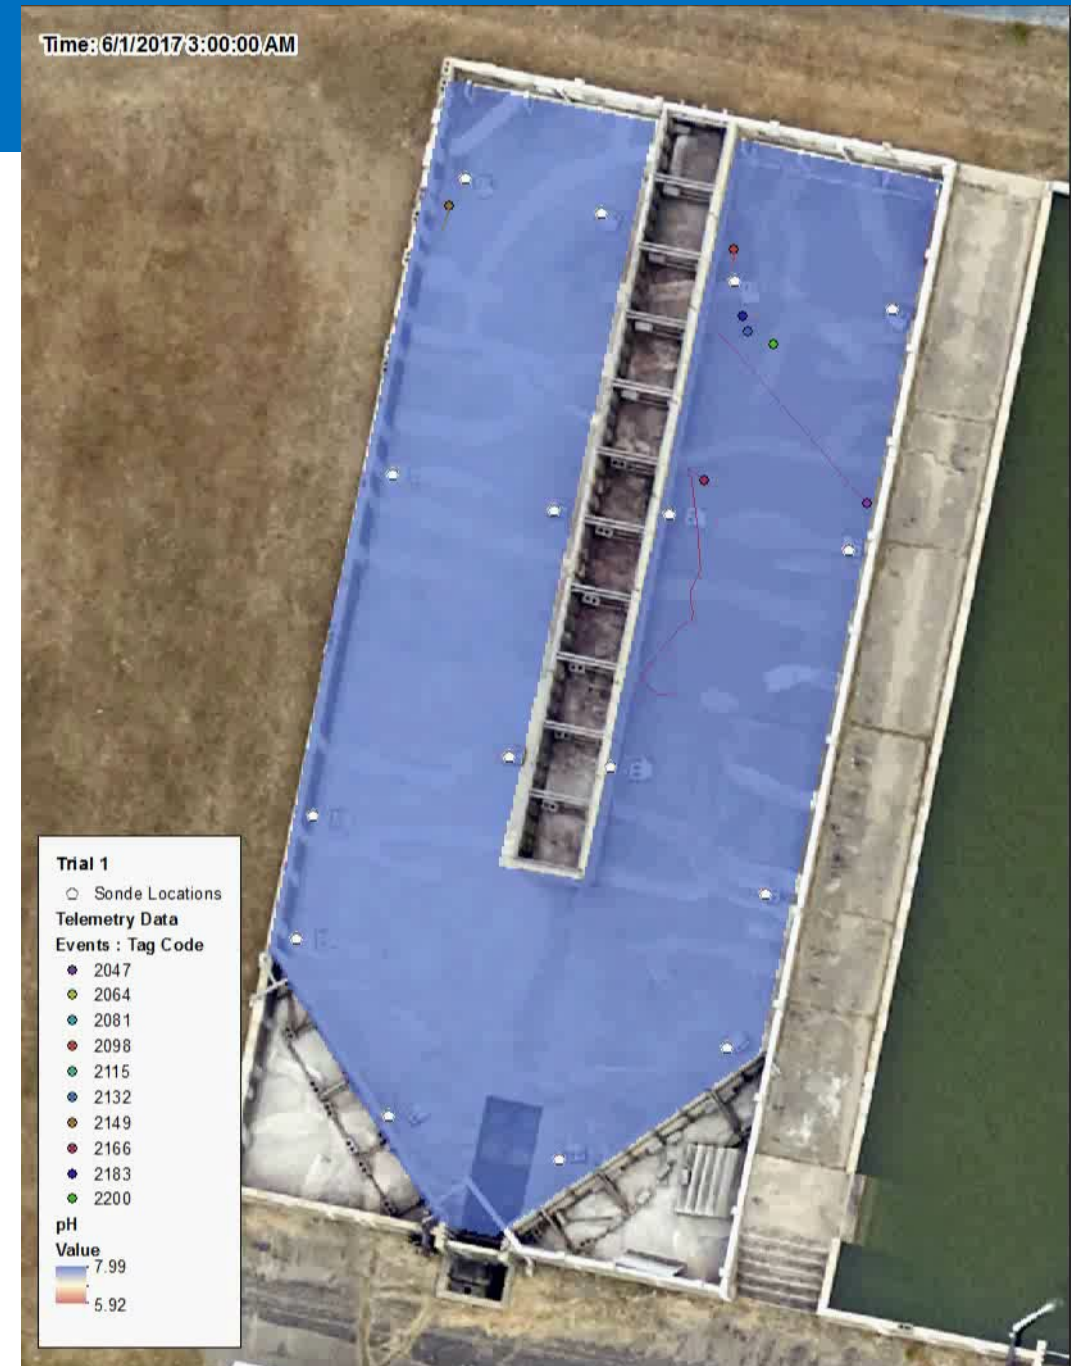 Time: 6/1/2017 3:00:00 AM
Trial 1
Sonde Locations
Telemetry Data
Events : Tag Code
2047
2064
2081
2098
2115
2132
2149
2166
2183
2200
pH
Value
7.99
5.92